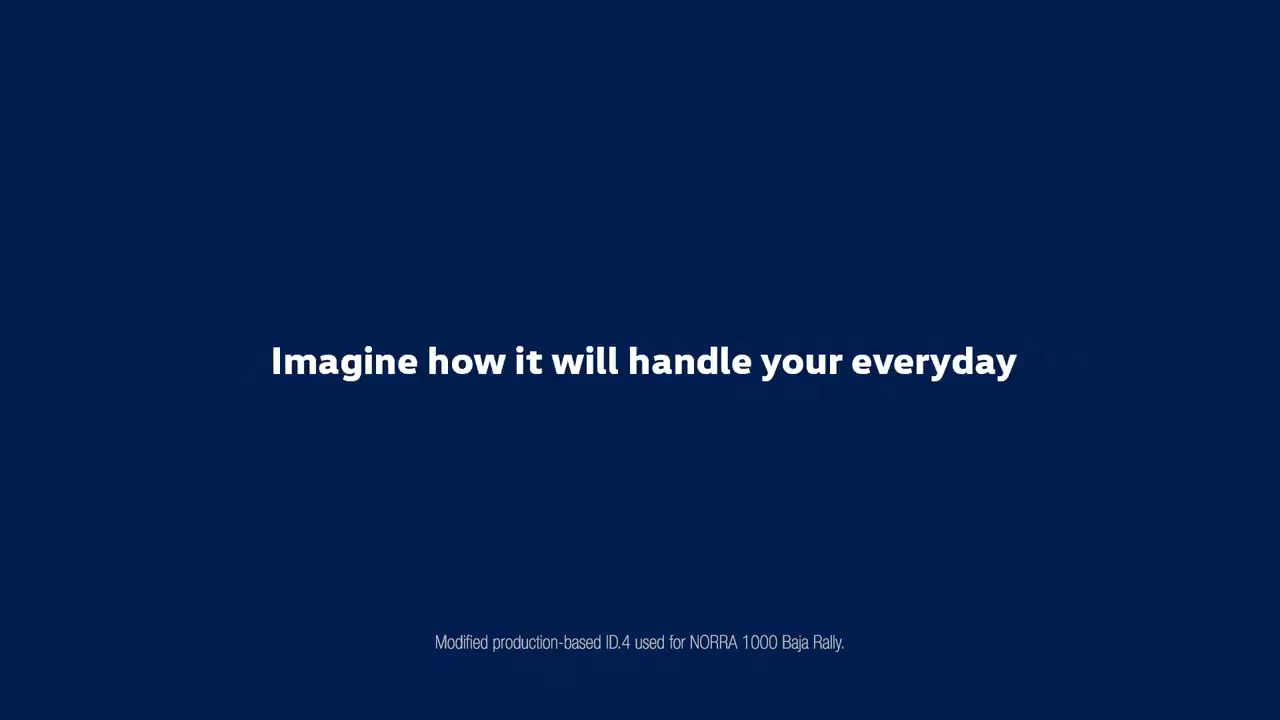 Imagine how it will handle your everyday
Modified production-based ID.4 used for NORRA 1000 Baja Rally.